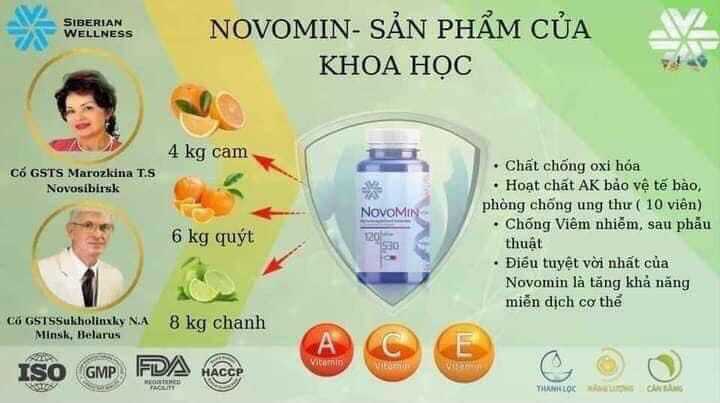 SIBERIAN
WELLNESS
NOVOMIN- SẢN PHẨM CỦA
KHOA HỌC
Cố GSTS Marozkina T.S
Novosibirsk
Cố GSTSSukholinxky N.A
Minsk, Belarus
4 kg cam
6 kg quýt
8 kg chanh
NOVOMIN
120
530
• Chất chống oxi hóa
• Hoạt chất AK bảo vệ tế bào,
phòng chống ung thư ( 10 viên)
• Chống Viêm nhiễm, sau phẫu
thuật
• Điều tuyệt vời nhất của
Novomin là tăng khả năng
miễn dịch cơ thể
A
Vitamin
C
Vitamin
E
Vitamin
ISO
GMP
FDA
REGISTERED
FACILITY
HACCP
THANH LỌC
NĂNG LƯỢNG
CÂN BẰNG